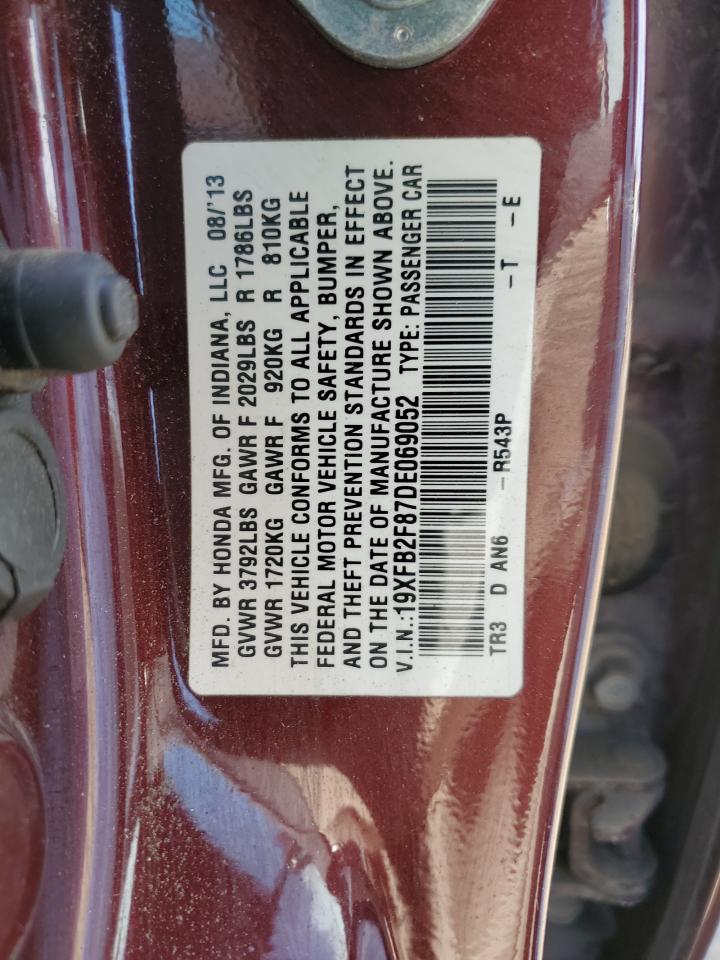 MFD. BY HONDA MFG. OF INDIANA, LLC 08/'13
GVWR 3792LBS GAWR F 2029LBS R 1786LBS
GVWR 1720KG GAWR F 920KG R 810KG
THIS VEHICLE CONFORMS TO ALL APPLICABLE
FEDERAL MOTOR VEHICLE SAFETY, BUMPER,
AND THEFT PREVENTION STANDARDS IN EFFECT
ON THE DATE OF MANUFACTURE SHOWN ABOVE.
V.I.N.:19XFB2F87DE069052 TYPE: PASSENGER CAR
TR3 D AN6 –R543P –T –E